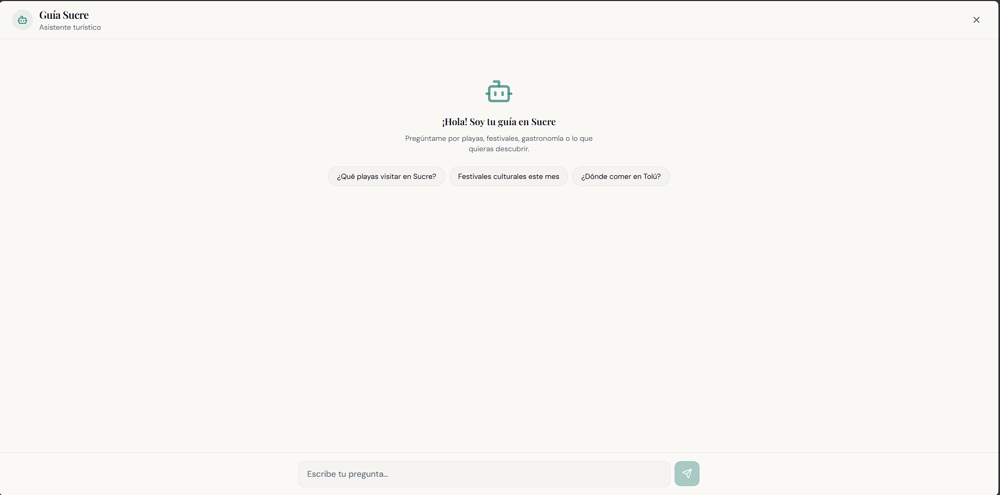 Guía Sucre
Asistente turístico
¡Hola! Soy tu guía en Sucre
Pregúntame por playas, festivales, gastronomía o lo que
quieras descubrir.
¿Qué playas visitar en Sucre?
Festivales culturales este mes
¿Dónde comer en Tolú?
Escribe tu pregunta...